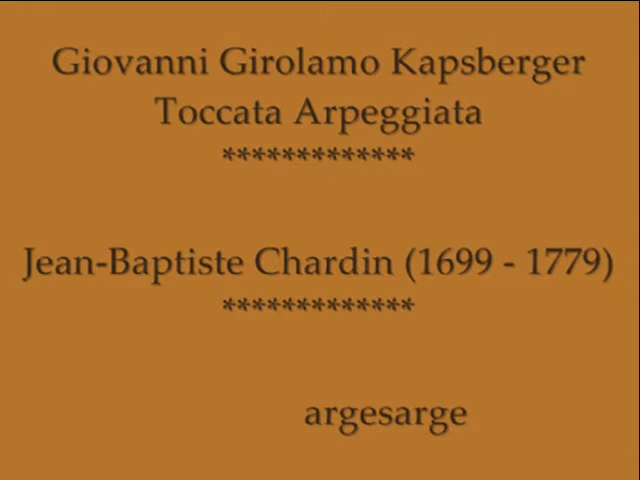 Giovanni Girolamo Kapsberger
Toccata Arpeggiata
*************
Jean-Baptiste Chardin (1699 - 1779)
*************
argesarge